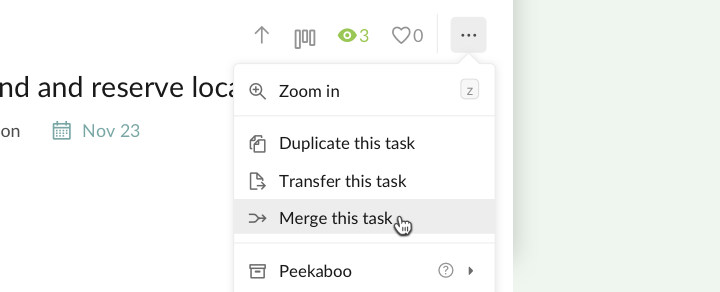 3 0 ...
nd and reserve loca
on Nov 23
Zoom in z
Duplicate this task
Transfer this task
Merge this task
Peekaboo ?